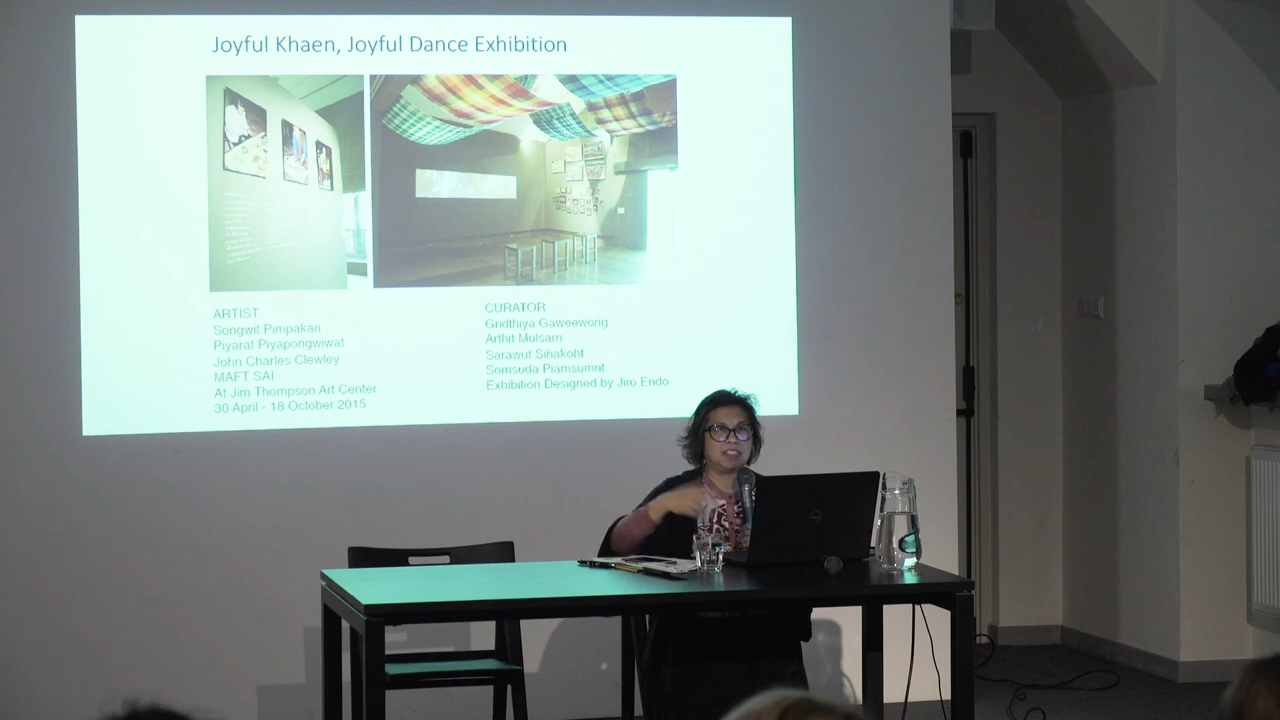 Joyful Khaen, Joyful Dance Exhibition
ARTIST
Songwit Pimpakan
Piyarat Piyapongwiwat
John Charles Clewley
MAFT SAI
At Jim Thompson Art Center
30 April - 18 October 2015
CURATOR
Gridthiya Gaweewong
Arthit Mulsarn
Sarawut Sihakoht
Somsuda Piamsumrit
Exhibition Designed by Jiro Endo